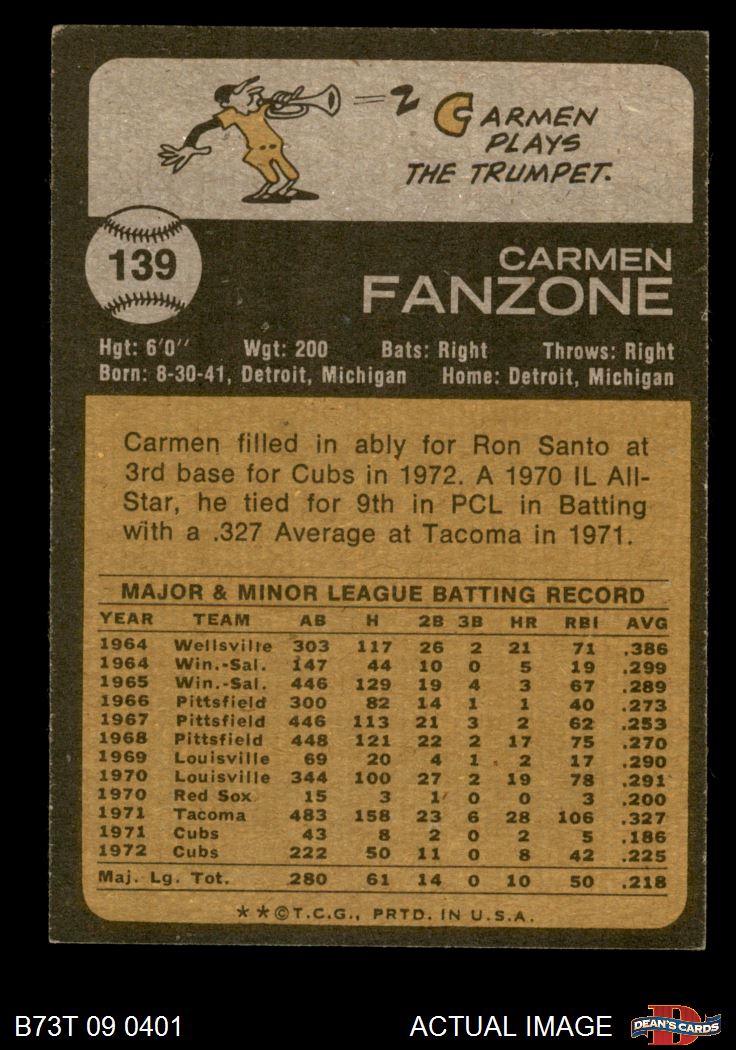 CARMEN
PLAYS
THE TRUMPET.
139
CARMEN
FANZONE
Hgt: 6'0" Wgt: 200 Bats: Right Throws: Right
Born: 8-30-41, Detroit, Michigan Home: Detroit, Michigan
Carmen filled in ably for Ron Santo at
3rd base for Cubs in 1972. A 1970 IL All-
Star, he tied for 9th in PCL in Batting
with a .327 Average at Tacoma in 1971.
MAJOR & MINOR LEAGUE BATTING RECORD
YEAR TEAM AB H 2B 3B HR RBI AVG
1964 Wellsville 303 117 26 2 21 71 .386
1964 Win.-Sal. 147 44 10 0 5 19 .299
1965 Win.-Sal. 446 129 19 4 3 67 .289
1966 Pittsfield 300 82 14 1 1 40 .273
1967 Pittsfield 446 113 21 3 2 62 .253
1968 Pittsfield 448 121 22 2 17 75 .270
1969 Louisville 69 20 4 1 2 17 .290
1970 Louisville 344 100 27 2 19 78 .291
1970 Red Sox 15 3 1 0 0 3 .200
1971 Tacoma 483 158 23 6 28 106 .327
1971 Cubs 43 8 2 0 2 5 .186
1972 Cubs 222 50 11 0 8 42 .225
Maj. Lg. Tot. 280 61 14 0 10 50 .218
**©T.C.G., PRTD. IN U.S.A.
B73T 09 0401 ACTUAL IMAGE DEAN'S CARDS